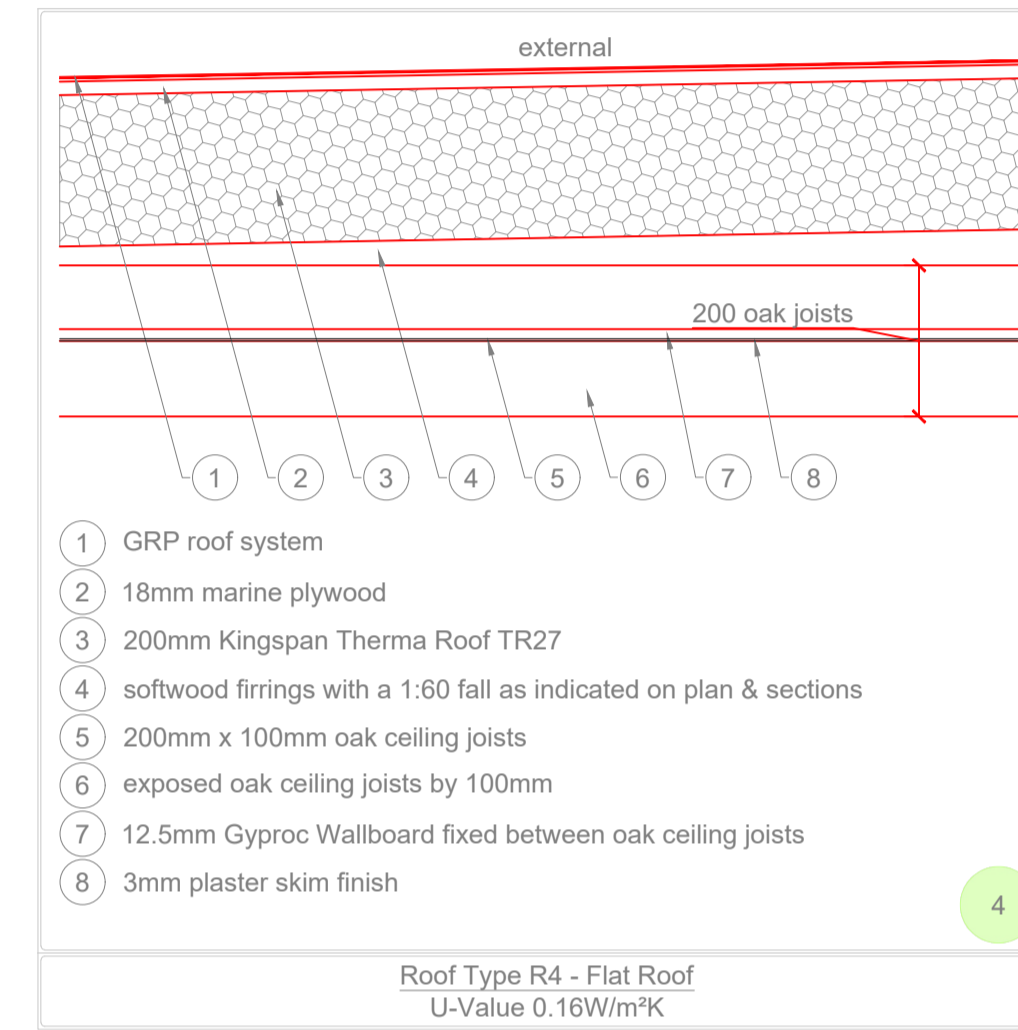 external
200 oak joists
1 2 3 4 5 6 7 8
1 GRP roof system
2 18mm marine plywood
3 200mm Kingspan Therma Roof TR27
4 softwood firrings with a 1:60 fall as indicated on plan & sections
5 200mm x 100mm oak ceiling joists
6 exposed oak ceiling joists by 100mm
7 12.5mm Gyproc Wallboard fixed between oak ceiling joists
8 3mm plaster skim finish
4
Roof Type R4 - Flat Roof
U-Value 0.16W/m²K